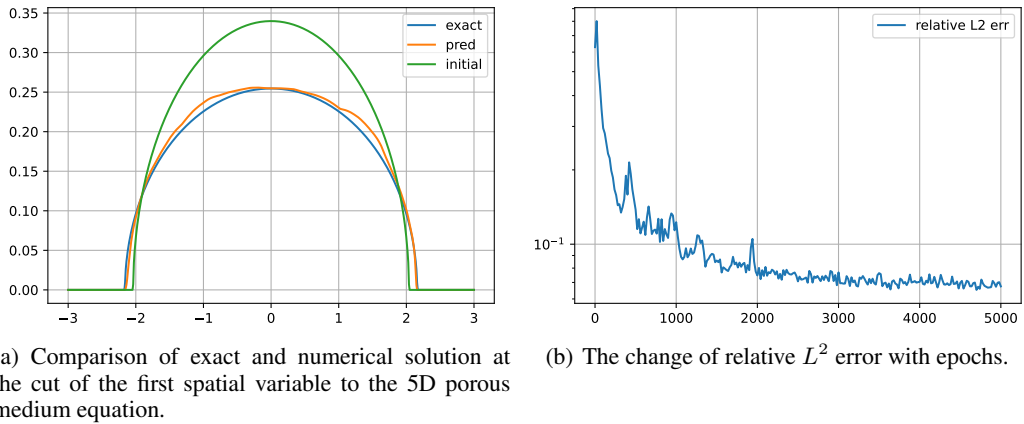 0.35
0.30
0.25
0.20
0.15
0.10
0.05
0.00
−3
−2
−1
0
1
2
3
exact
pred
initial
10⁻¹
0
1000
2000
3000
4000
5000
relative L2 err
a) Comparison of exact and numerical solution at
he cut of the first spatial variable to the 5D porous
medium equation.
(b) The change of relative L² error with epochs.